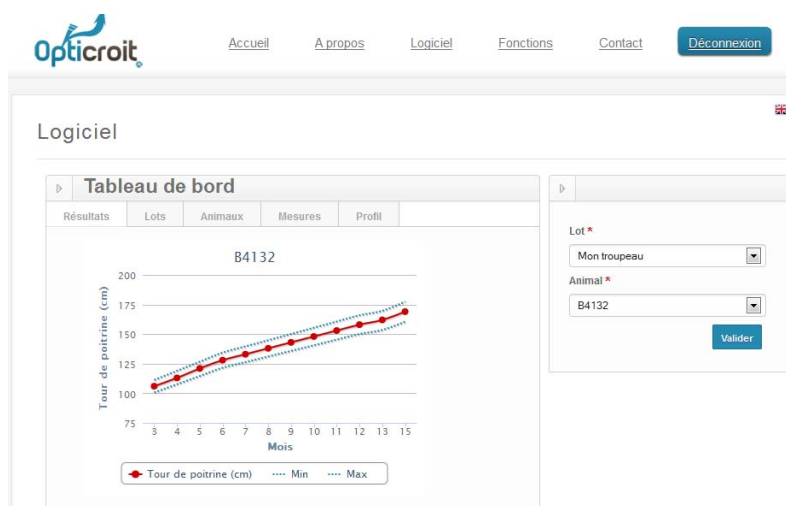 Opticroit
Accueil A propos Logiciel Fonctions Contact Déconnexion
Logiciel
Tableau de bord
Résultats Lots Animaux Mesures Profil
B4132
Tour de poitrine (cm)
200
175
150
125
100
75
3 4 5 6 7 8 9 10 11 12 13 15
Mois
Tour de poitrine (cm) Min Max
Lot *
Mon troupeau
Animal *
B4132
Valider